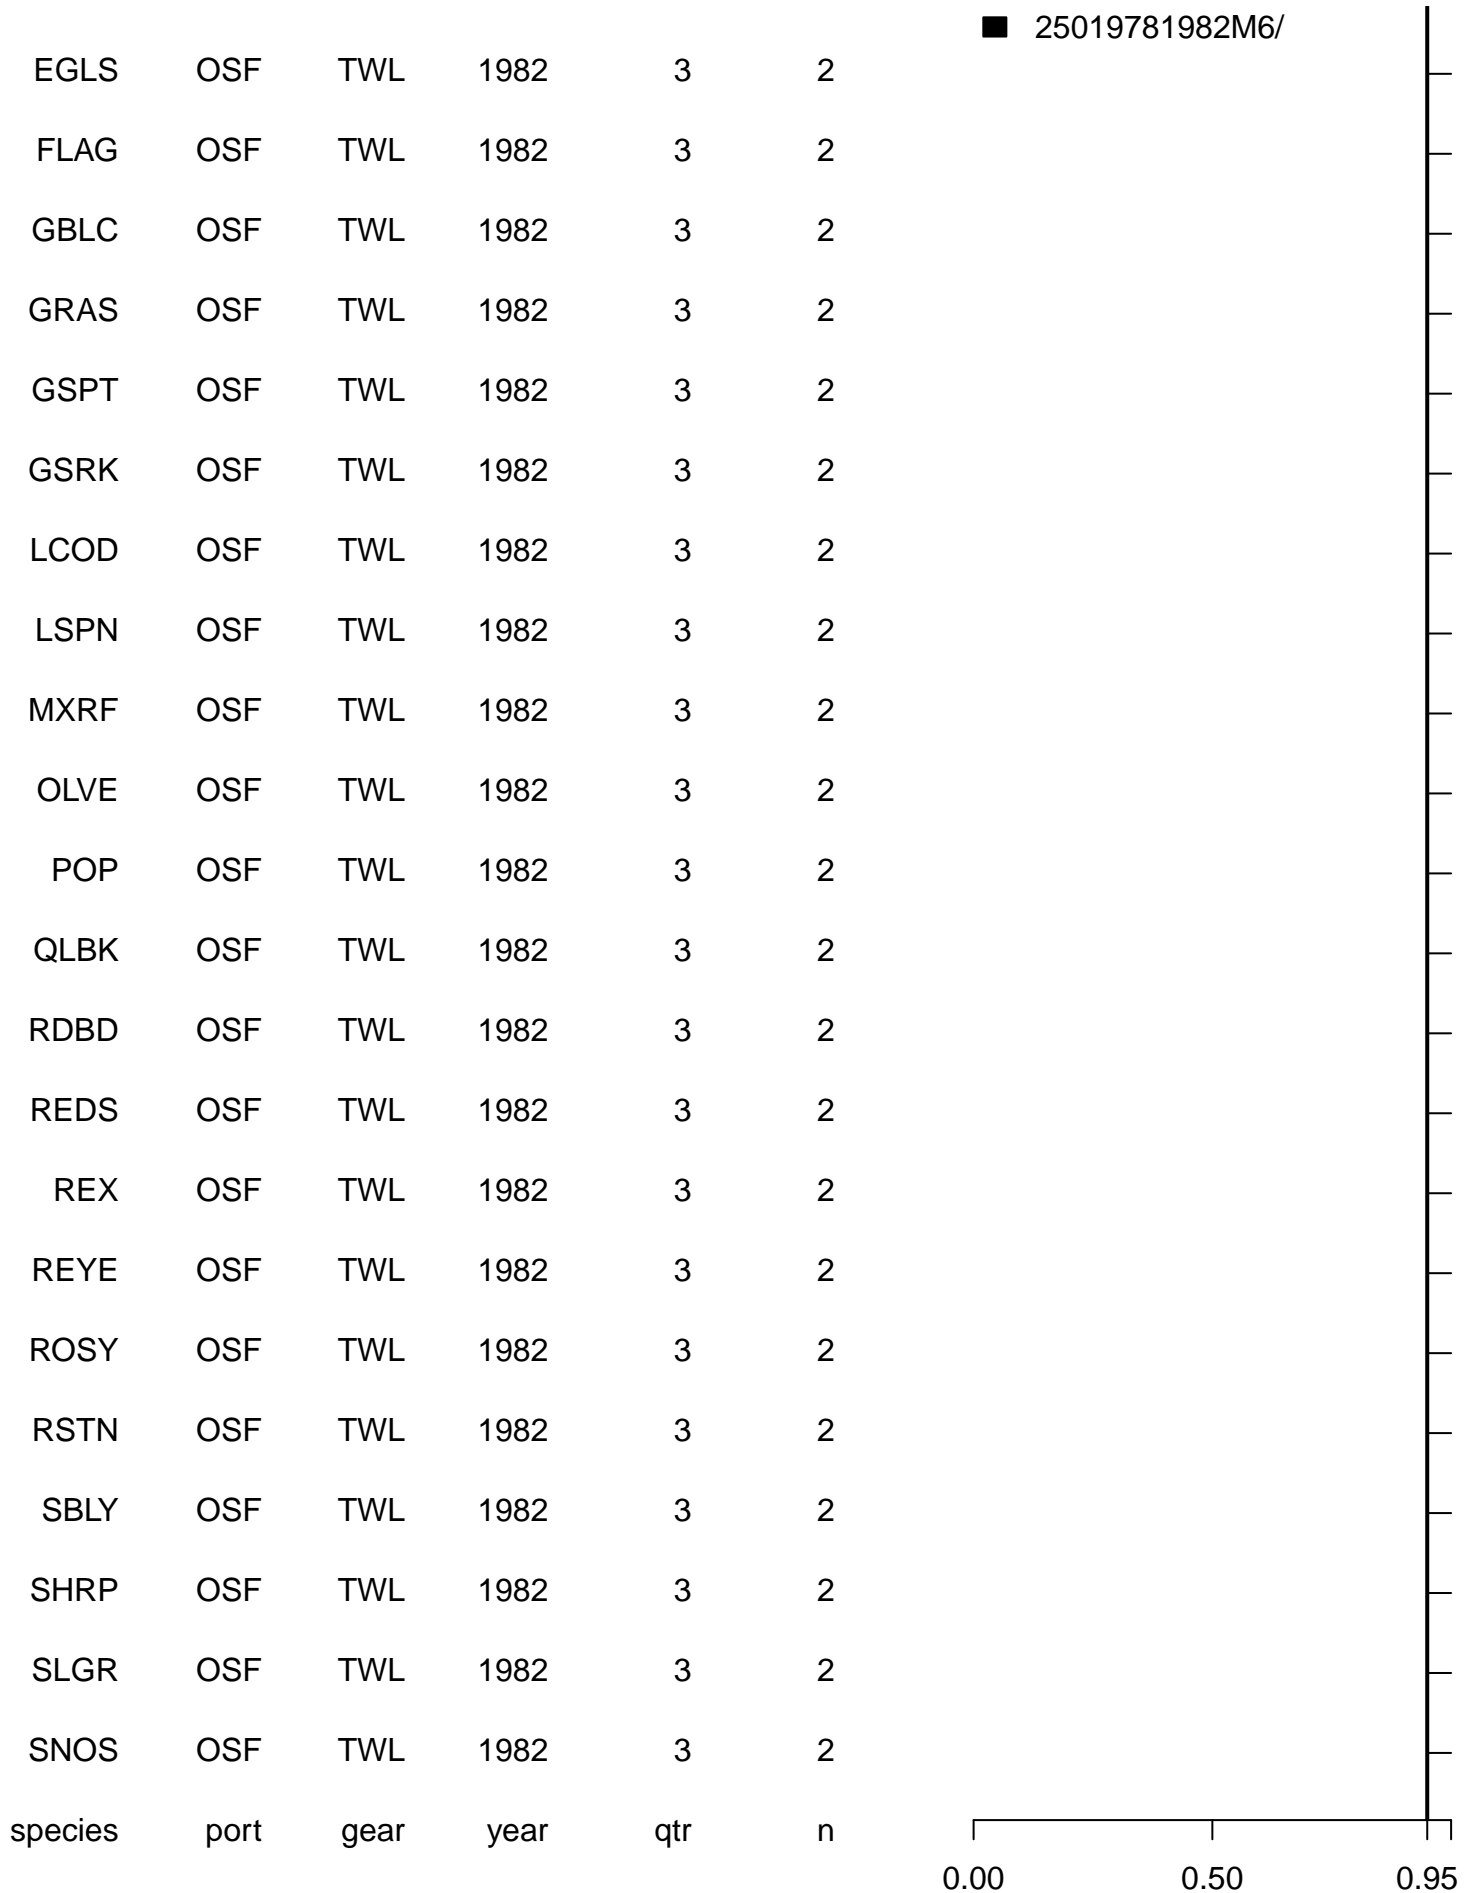 25019781982M6/
EGLS OSF TWL 1982 3 2
FLAG OSF TWL 1982 3 2
GBLC OSF TWL 1982 3 2
GRAS OSF TWL 1982 3 2
GSPT OSF TWL 1982 3 2
GSRK OSF TWL 1982 3 2
LCOD OSF TWL 1982 3 2
LSPN OSF TWL 1982 3 2
MXRF OSF TWL 1982 3 2
OLVE OSF TWL 1982 3 2
POP OSF TWL 1982 3 2
QLBK OSF TWL 1982 3 2
RDBD OSF TWL 1982 3 2
REDS OSF TWL 1982 3 2
REX OSF TWL 1982 3 2
REYE OSF TWL 1982 3 2
ROSY OSF TWL 1982 3 2
RSTN OSF TWL 1982 3 2
SBLY OSF TWL 1982 3 2
SHRP OSF TWL 1982 3 2
SLGR OSF TWL 1982 3 2
SNOS OSF TWL 1982 3 2
species port gear year qtr n
0.00 0.50 0.95